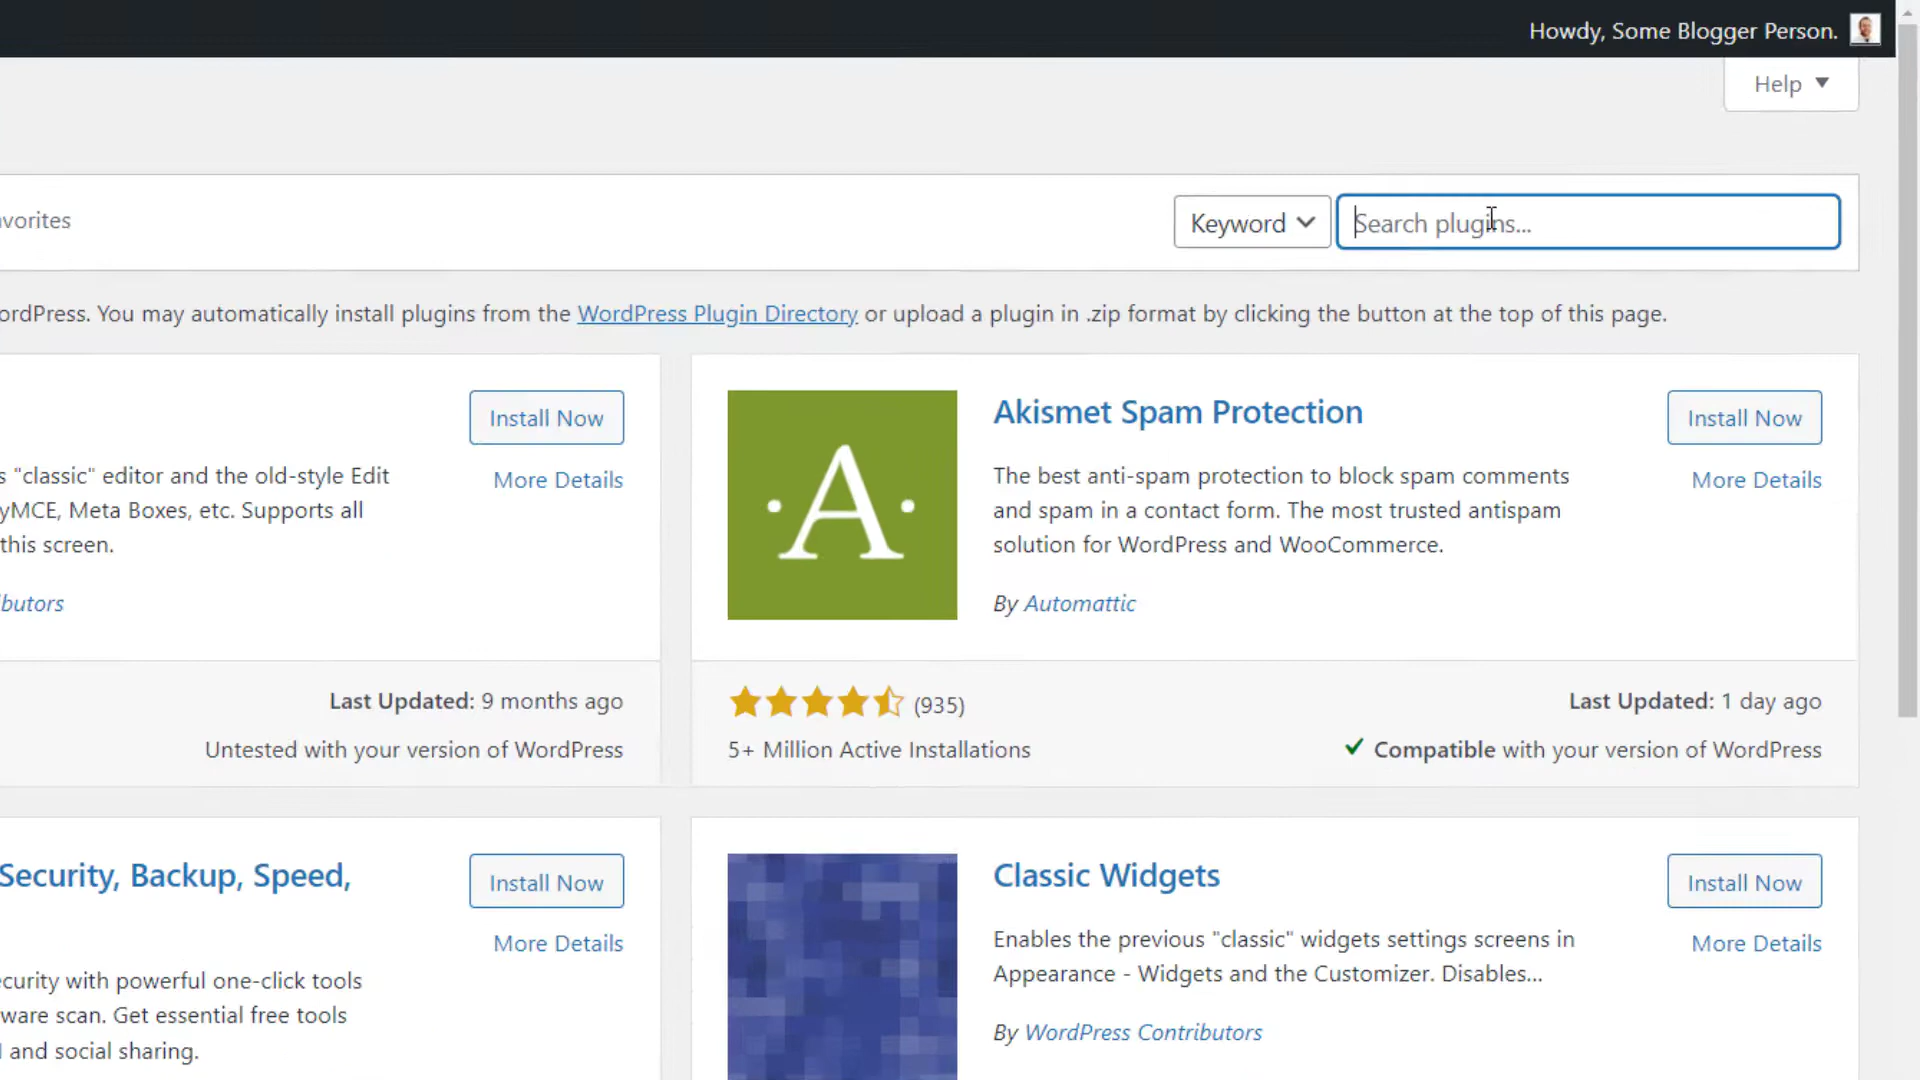 Howdy, Some Blogger Person.
Help
avorites
Keyword
Search plugins...
ordPress. You may automatically install plugins from the WordPress Plugin Directory or upload a plugin in .zip format by clicking the button at the top of this page.
Install Now
More Details
s "classic" editor and the old-style Edit
yMCE, Meta Boxes, etc. Supports all
this screen.
butors
Last Updated: 9 months ago
Untested with your version of WordPress
A
Akismet Spam Protection
Install Now
More Details
The best anti-spam protection to block spam comments
and spam in a contact form. The most trusted antispam
solution for WordPress and WooCommerce.
By Automattic
(935)
Last Updated: 1 day ago
5+ Million Active Installations
Compatible with your version of WordPress
Security, Backup, Speed,
Install Now
More Details
ecurity with powerful one-click tools
ware scan. Get essential free tools
and social sharing.
Classic Widgets
Install Now
More Details
Enables the previous "classic" widgets settings screens in
Appearance - Widgets and the Customizer. Disables...
By WordPress Contributors